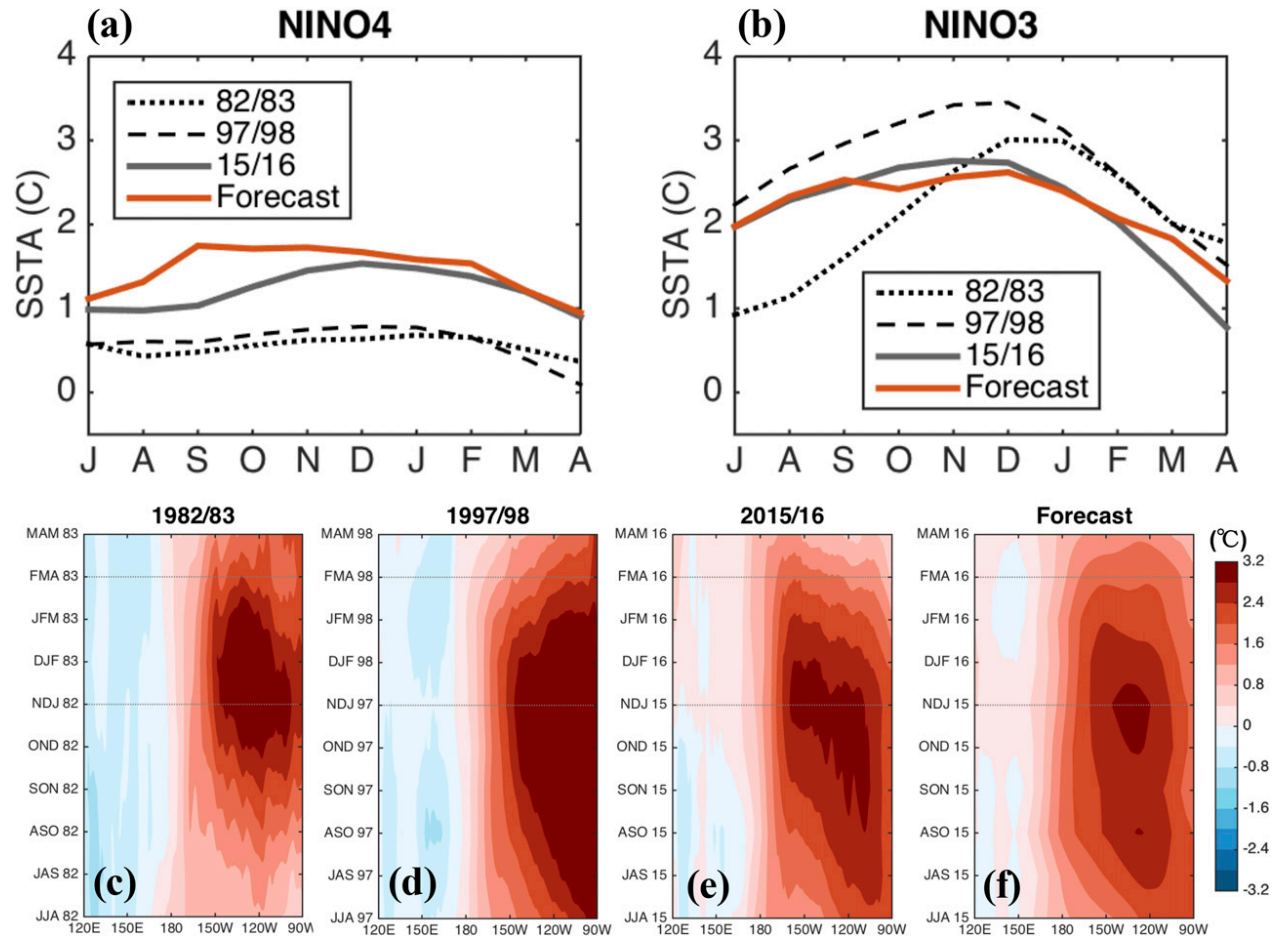 (a) NINO4
(b) NINO3
4
3
2
1
0
SSTA (C)
82/83
97/98
15/16
Forecast
J A S O N D J F M A
4
3
2
1
0
SSTA (C)
82/83
97/98
15/16
Forecast
J A S O N D J F M A
1982/83
MAM 83
FMA 83
JFM 83
DJF 83
NDJ 82
OND 82
SON 82
ASO 82
JAS 82
JJA 82
(c)
120E 150E 180 150W 120W 90W
1997/98
MAM 98
FMA 98
JFM 98
DJF 98
NDJ 97
OND 97
SON 97
ASO 97
JAS 97
JJA 97
(d)
120E 150E 180 150W 120W 90W
2015/16
MAM 16
FMA 16
JFM 16
DJF 16
NDJ 15
OND 15
SON 15
ASO 15
JAS 15
JJA 15
(e)
120E 150E 180 150W 120W 90W
Forecast
MAM 16
FMA 16
JFM 16
DJF 16
NDJ 15
OND 15
SON 15
ASO 15
JAS 15
JJA 15
(f)
120E 150E 180 150W 120W 90W
(℃)
3.2
2.4
1.6
0.8
0
-0.8
-1.6
-2.4
-3.2